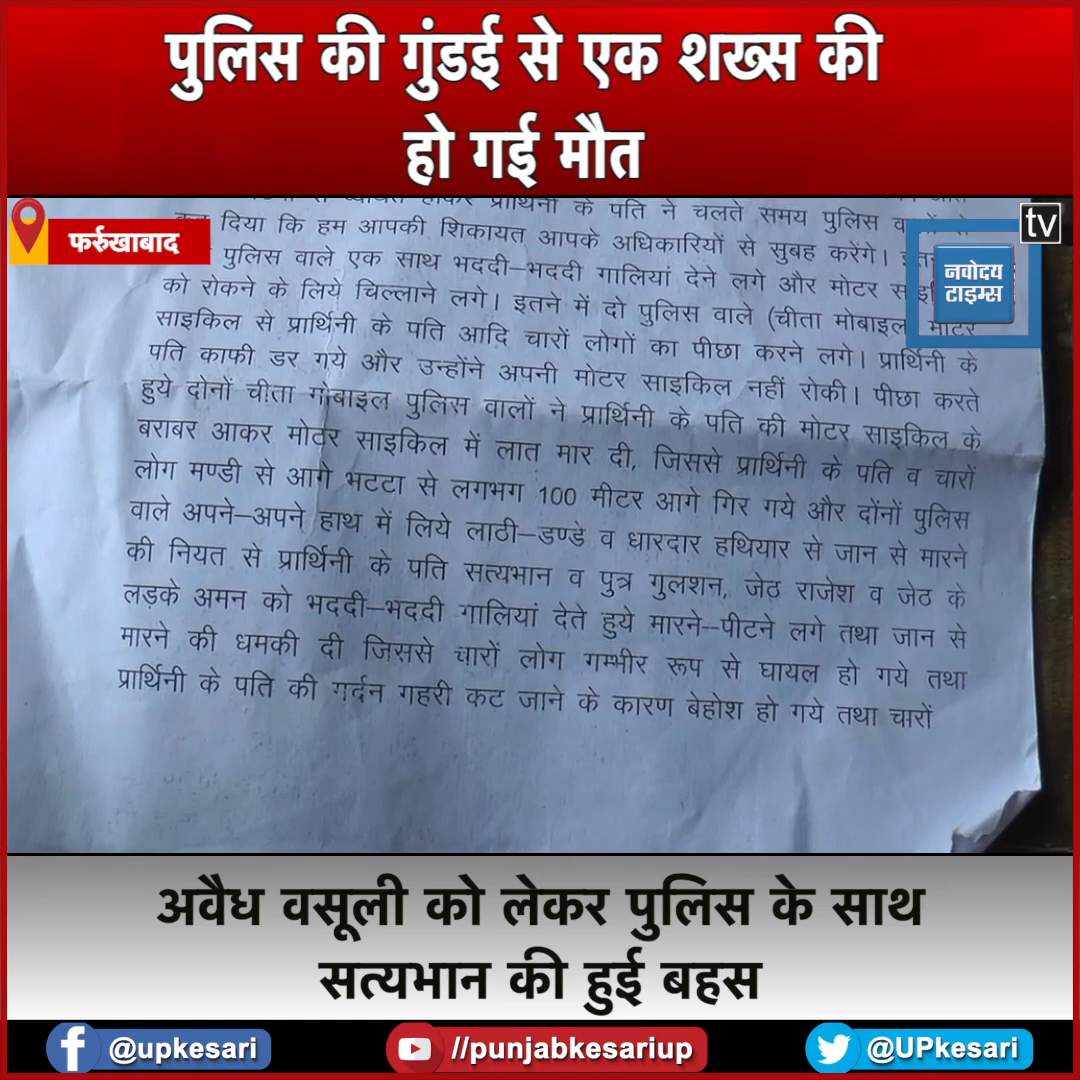 पुलिस की गुंडई से एक शख्स की
हो गई मौत
फर्रुखाबाद
tv
नवोदय
टाइम्स
प्रार्थिनी के पति ने चलते समय पुलिस
दिया कि हम आपकी शिकायत आपके अधिकारियों से सुबह करेंगे।
पुलिस वाले एक साथ भददी–भददी गालियां देने लगे और मोटर
को रोकने के लिये चिल्लाने लगे। इतने में दो पुलिस वाले (चीता मोबाइल मोटर
साइकिल से प्रार्थिनी के पति आदि चारों लोगों का पीछा करने लगे। प्रार्थिनी के
पति काफी डर गये और उन्होंने अपनी मोटर साइकिल नहीं रोकी। पीछा करते
हुये दोनों चीता मोबाइल पुलिस वालों ने प्रार्थिनी के पति की मोटर साइकिल के
बराबर आकर मोटर साइकिल में लात मार दी, जिससे प्रार्थिनी के पति व चारों
लोग मण्डी से आगे भटटा से लगभग 100 मीटर आगे गिर गये और दोंनों पुलिस
वाले अपने–अपने हाथ में लिये लाठी–डण्डे व धारदार हथियार से जान से मारने
की नियत से प्रार्थिनी के पति सत्यभान व पुत्र गुलशन, जेठ राजेश व जेठ के
लड़के अमन को भददी–भददी गालियां देते हुये मारने–पीटने लगे तथा जान से
मारने की धमकी दी जिससे चारों लोग गम्भीर रूप से घायल हो गये तथा
प्रार्थिनी के पति की गर्दन गहरी कट जाने के कारण बेहोश हो गये तथा चारों
अवैध वसूली को लेकर पुलिस के साथ
सत्यभान की हुई बहस
@upkesari
//punjabkesariup
@UPkesari